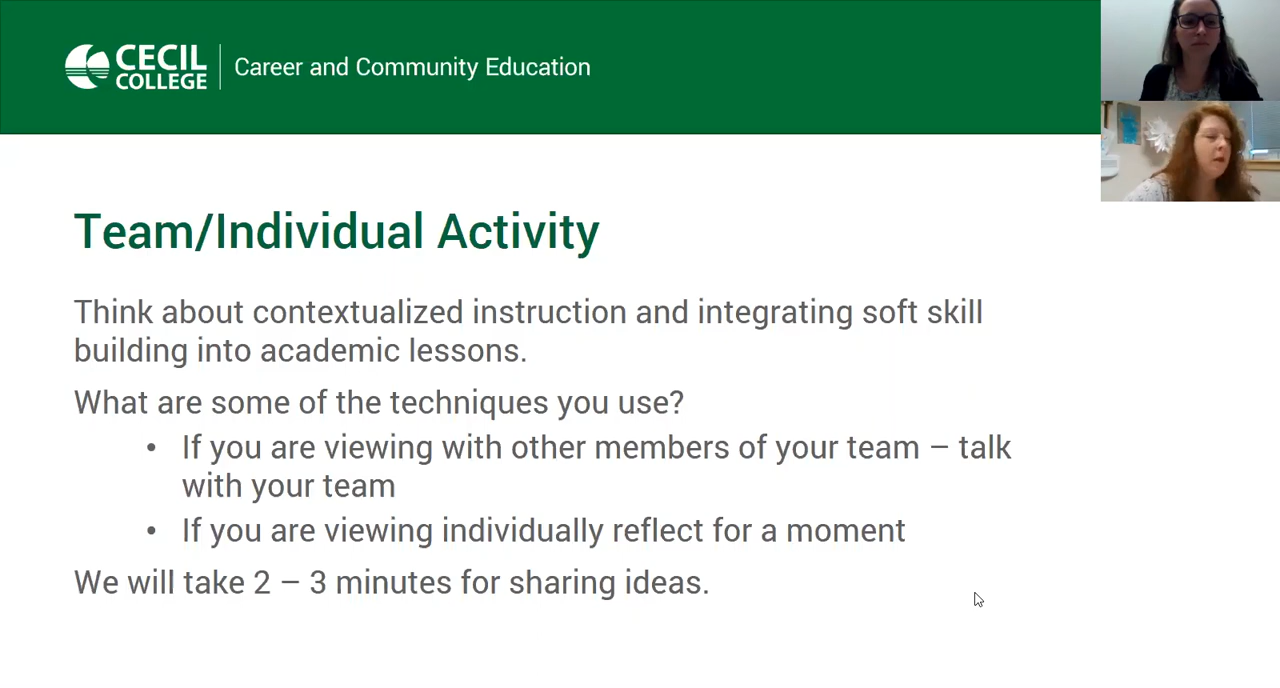 CECIL
COLLEGE
Career and Community Education
Team/Individual Activity
Think about contextualized instruction and integrating soft skill
building into academic lessons.
What are some of the techniques you use?
• If you are viewing with other members of your team – talk
with your team
• If you are viewing individually reflect for a moment
We will take 2 – 3 minutes for sharing ideas.